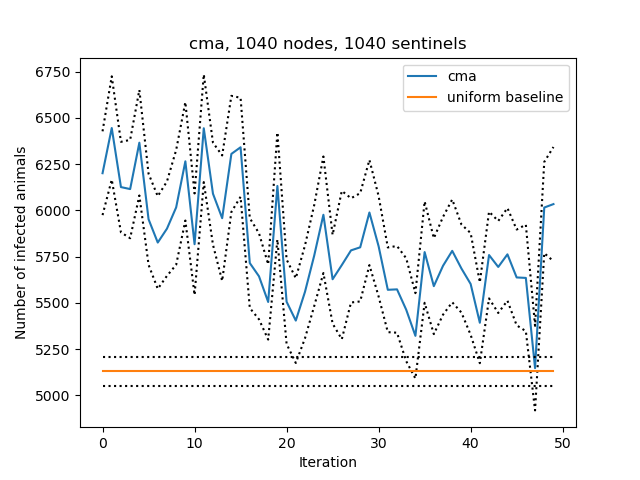 cma, 1040 nodes, 1040 sentinels
cma
uniform baseline
Number of infected animals
6750
6500
6250
6000
5750
5500
5250
5000
0 10 20 30 40 50
Iteration